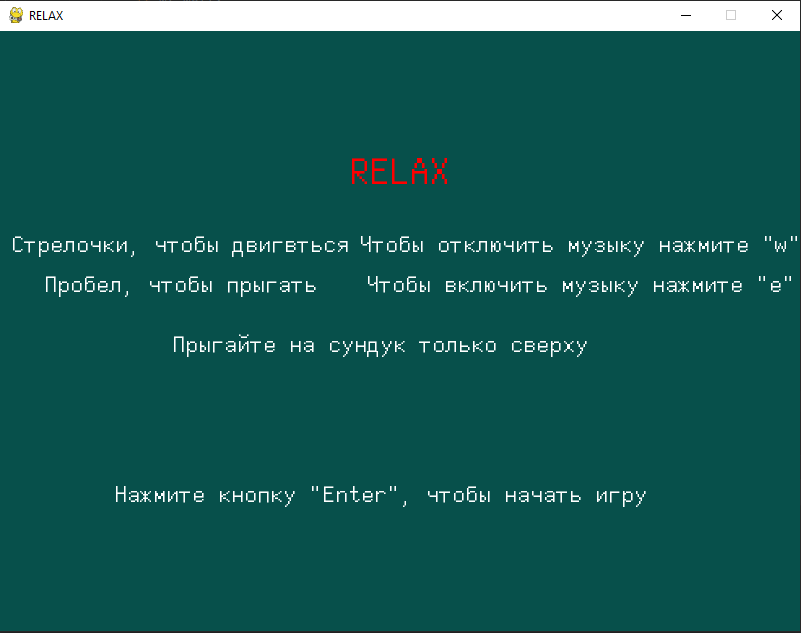 RELAX
RELAX
Стрелочки, чтобы двигвться Чтобы отключить музыку нажмите "w"
Пробел, чтобы прыгать Чтобы включить музыку нажмите "e"
Прыгайте на сундук только сверху
Нажмите кнопку "Enter", чтобы начать игру